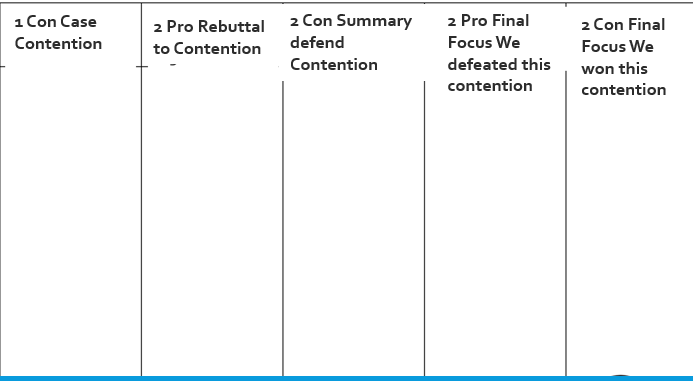 1 Con Case
Contention
2 Pro Rebuttal
to Contention
2 Con Summary
defend
Contention
2 Pro Final
Focus We
defeated this
contention
2 Con Final
Focus We
won this
contention